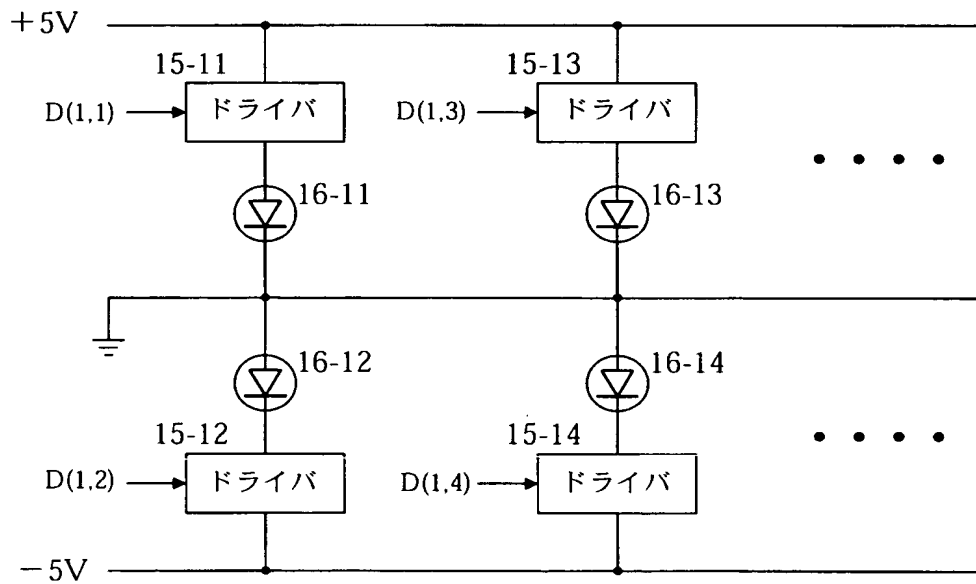 +5V
15-11
15-13
D(1,1)
ドライバ
D(1,3)
ドライバ
16-11
16-13
16-12
16-14
15-12
15-14
D(1,2)
ドライバ
D(1,4)
ドライバ
−5V